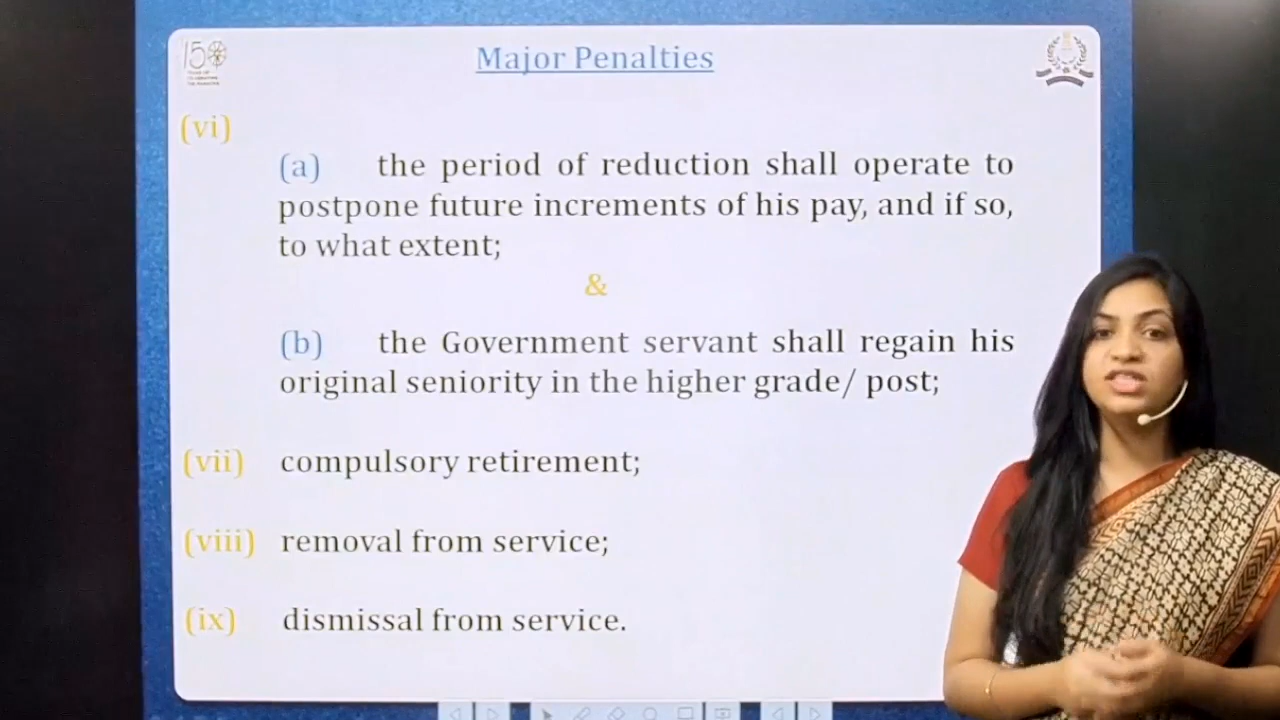 150
Major Penalties
(vi)
(a) the period of reduction shall operate to
postpone future increments of his pay, and if so,
to what extent;
&
(b) the Government servant shall regain his
original seniority in the higher grade/ post;
(vii) compulsory retirement;
(viii) removal from service;
(ix) dismissal from service.